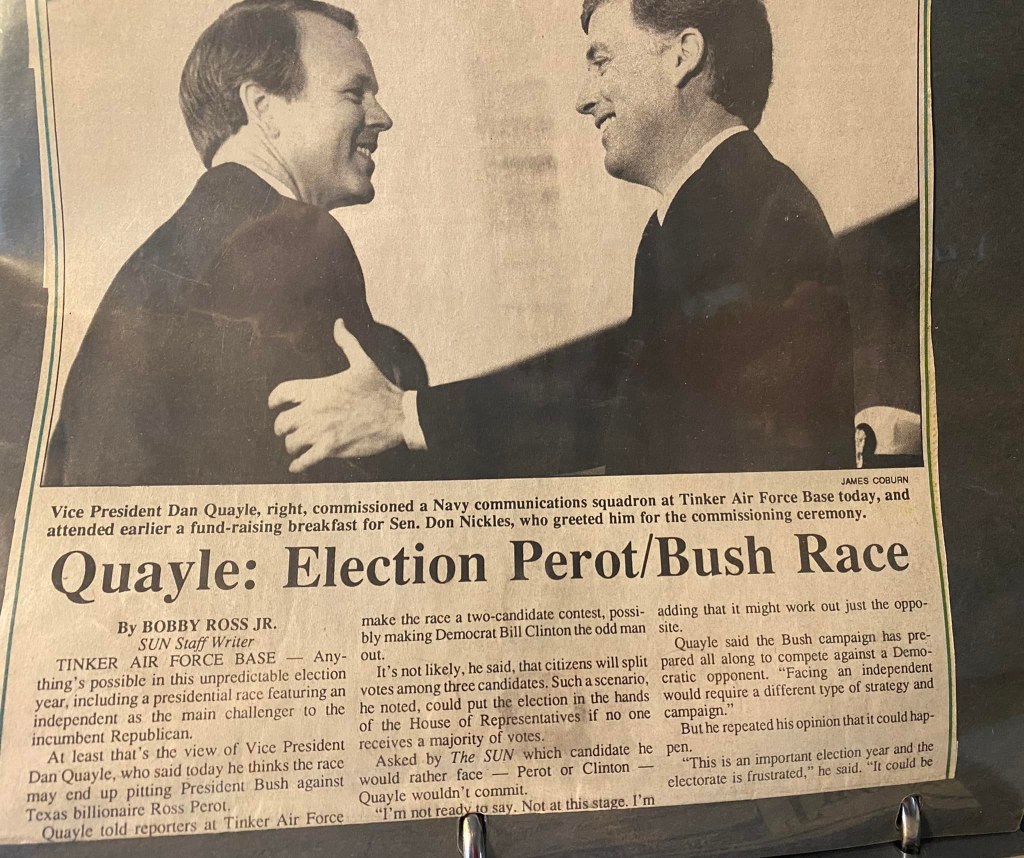 JAMES COBURN
Vice President Dan Quayle, right, commissioned a Navy communications squadron at Tinker Air Force Base today, and
attended earlier a fund-raising breakfast for Sen. Don Nickles, who greeted him for the commissioning ceremony.
Quayle: Election Perot/Bush Race
By BOBBY ROSS JR.
SUN Staff Writer
TINKER AIR FORCE BASE — Any-
thing's possible in this unpredictable election
year, including a presidential race featuring an
independent as the main challenger to the
incumbent Republican.
At least that's the view of Vice President
Dan Quayle, who said today he thinks the race
may end up pitting President Bush against
Texas billionaire Ross Perot.
Quayle told reporters at Tinker Air Force
make the race a two-candidate contest, possi-
bly making Democrat Bill Clinton the odd man
out.
It's not likely, he said, that citizens will split
votes among three candidates. Such a scenario,
he noted, could put the election in the hands
of the House of Representatives if no one
receives a majority of votes.
Asked by The SUN which candidate he
would rather face — Perot or Clinton —
Quayle wouldn't commit.
"I'm not ready to say. Not at this stage. I'm
adding that it might work out just the oppo-
site.
Quayle said the Bush campaign has pre-
pared all along to compete against a Demo-
cratic opponent. "Facing an independent
would require a different type of strategy and
campaign."
But he repeated his opinion that it could hap-
pen.
"This is an important election year and the
electorate is frustrated," he said. "It could be